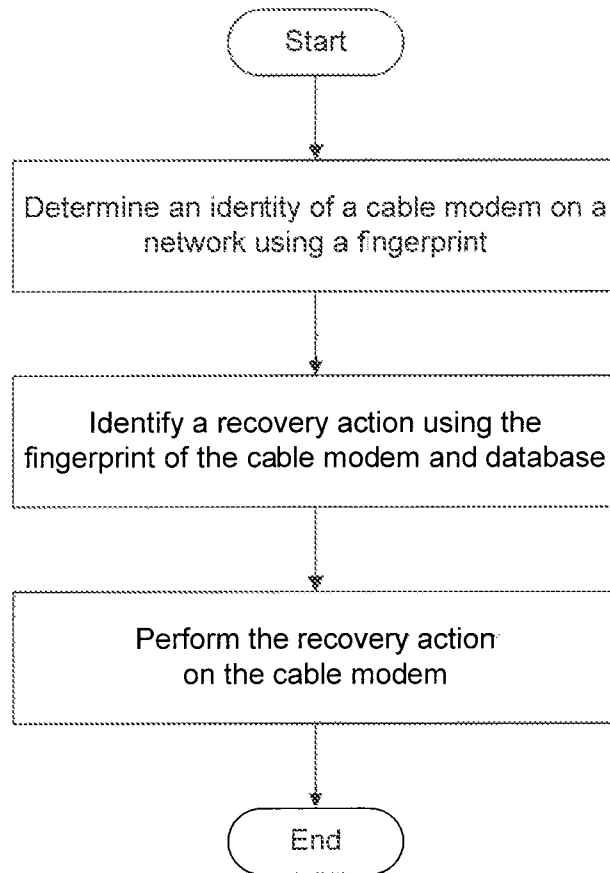 Start
Determine an identity of a cable modem on a
network using a fingerprint
Identify a recovery action using the
fingerprint of the cable modem and database
Perform the recovery action
on the cable modem
End